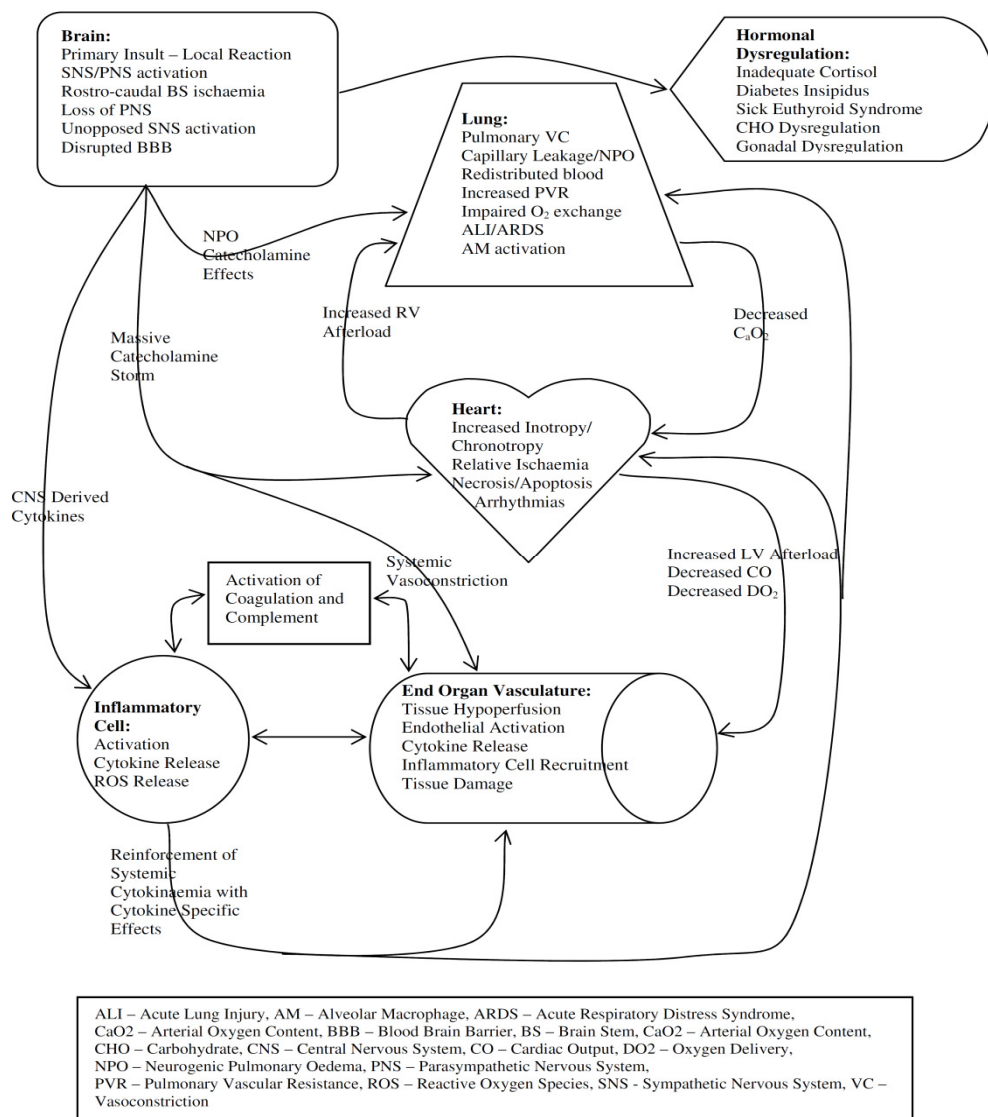 Brain:
Primary Insult – Local Reaction
SNS/PNS activation
Rostro-caudal BS ischaemia
Loss of PNS
Unopposed SNS activation
Disrupted BBB
Hormonal
Dysregulation:
Inadequate Cortisol
Diabetes Insipidus
Sick Euthyroid Syndrome
CHO Dysregulation
Gonadal Dysregulation
Lung:
Pulmonary VC
Capillary Leakage/NPO
Redistributed blood
Increased PVR
Impaired O₂ exchange
ALI/ARDS
AM activation
NPO
Catecholamine
Effects
Increased RV
Afterload
Decreased
CₐO₂
Massive
Catecholamine
Storm
Heart:
Increased Inotropy/
Chronotropy
Relative Ischaemia
Necrosis/Apoptosis
Arrhythmias
CNS Derived
Cytokines
Systemic
Vasoconstriction
Increased LV Afterload
Decreased CO
Decreased DO₂
Activation of
Coagulation and
Complement
Inflammatory
Cell:
Activation
Cytokine Release
ROS Release
End Organ Vasculature:
Tissue Hypoperfusion
Endothelial Activation
Cytokine Release
Inflammatory Cell Recruitment
Tissue Damage
Reinforcement of
Systemic
Cytokinaemia with
Cytokine Specific
Effects
ALI – Acute Lung Injury, AM – Alveolar Macrophage, ARDS – Acute Respiratory Distress Syndrome,
CaO2 – Arterial Oxygen Content, BBB – Blood Brain Barrier, BS – Brain Stem, CaO2 – Arterial Oxygen Content,
CHO – Carbohydrate, CNS – Central Nervous System, CO – Cardiac Output, DO2 – Oxygen Delivery,
NPO – Neurogenic Pulmonary Oedema, PNS – Parasympathetic Nervous System,
PVR – Pulmonary Vascular Resistance, ROS – Reactive Oxygen Species, SNS - Sympathetic Nervous System, VC –
Vasoconstriction